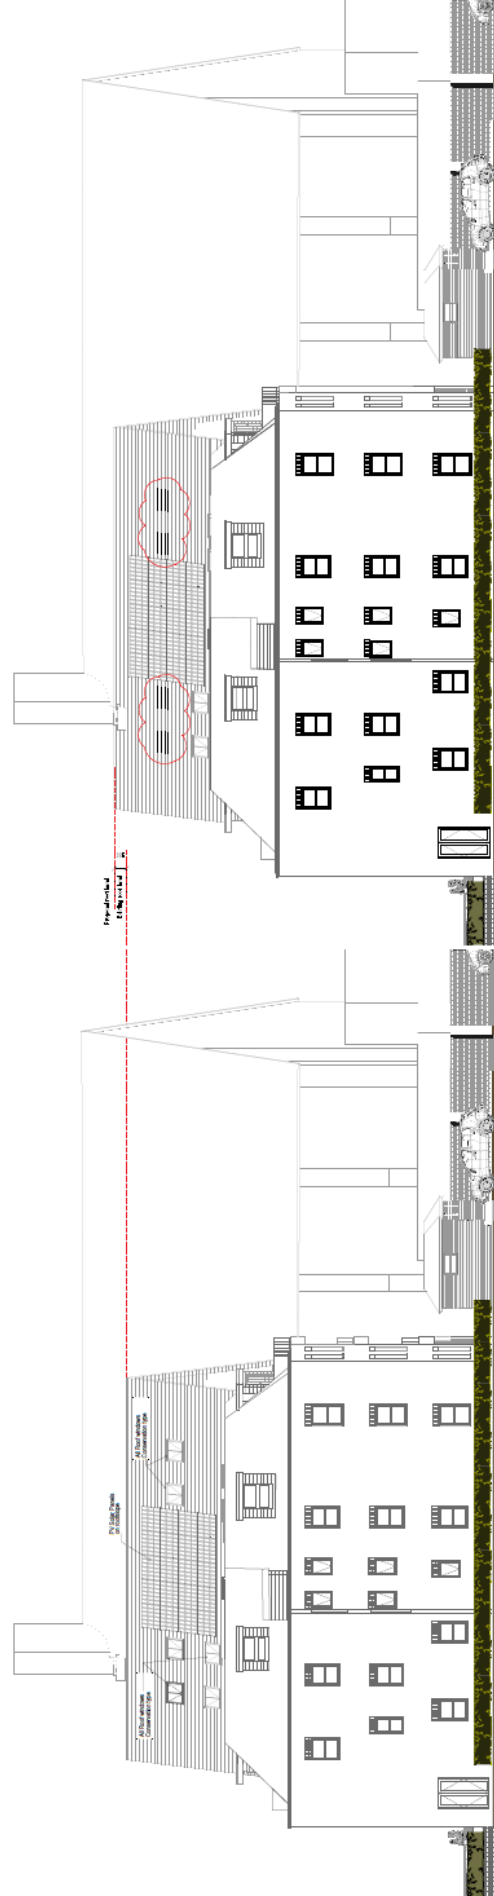 Proposed roof level
Existing roof level
All Roof windows
Conservation type
PV Solar Panels
on roofslope
All Roof windows
Conservation type